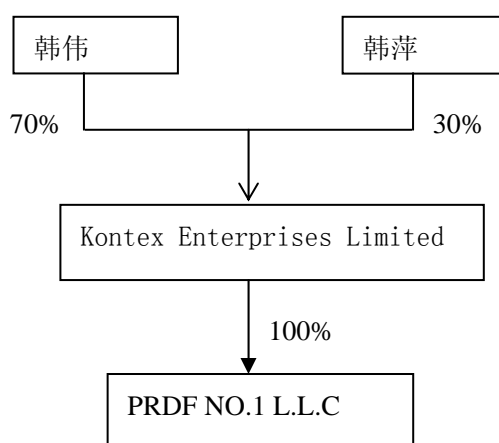 韩伟
韩萍
70%
30%
Kontex Enterprises Limited
100%
PRDF NO.1 L.L.C